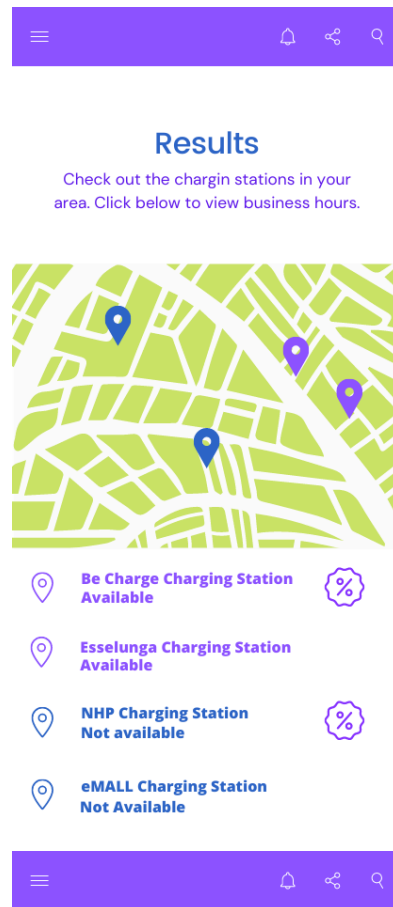 Results
Check out the chargin stations in your
area. Click below to view business hours.
Be Charge Charging Station
Available
%
Esselunga Charging Station
Available
NHP Charging Station
Not available
%
eMALL Charging Station
Not Available